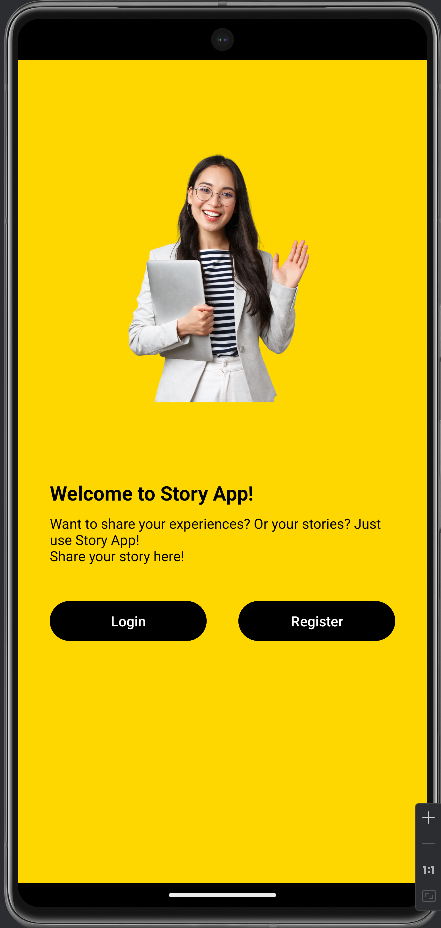 Welcome to Story App!
Want to share your experiences? Or your stories? Just
use Story App!
Share your story here!
Login
Register
1:1